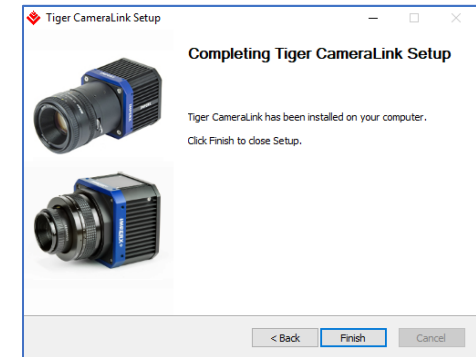 Tiger CameraLink Setup
Completing Tiger CameraLink Setup
Tiger CameraLink has been installed on your computer.
Click Finish to close Setup.
IMPERX
< Back
Finish
Cancel